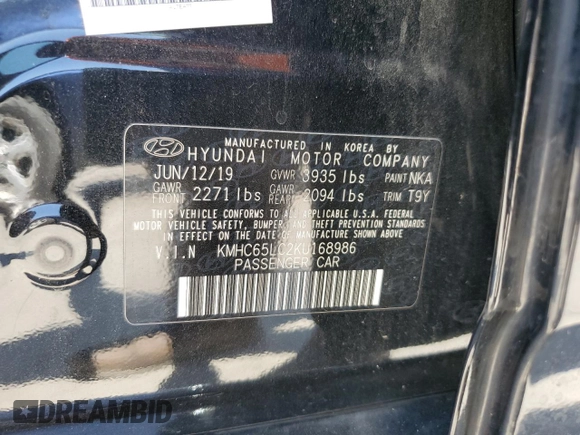 MANUFACTURED IN KOREA BY
HYUNDAI MOTOR COMPANY
JUN/12/19 GVWR 3935 lbs PAINT NKA
GAWR FRONT 2271 lbs GAWR REAR 2094 lbs TRIM T9Y
THIS VEHICLE CONFORMS TO ALL APPLICABLE U.S.A. FEDERAL
MOTOR VEHICLE SAFETY, BUMPER, AND THEFT PREVENTION STANDARDS
IN EFFECT ON THE DATE OF MANUFACTURE SHOWN ABOVE.
V.I.N KMHC65LC2KU168986
PASSENGER CAR
DREAMBID